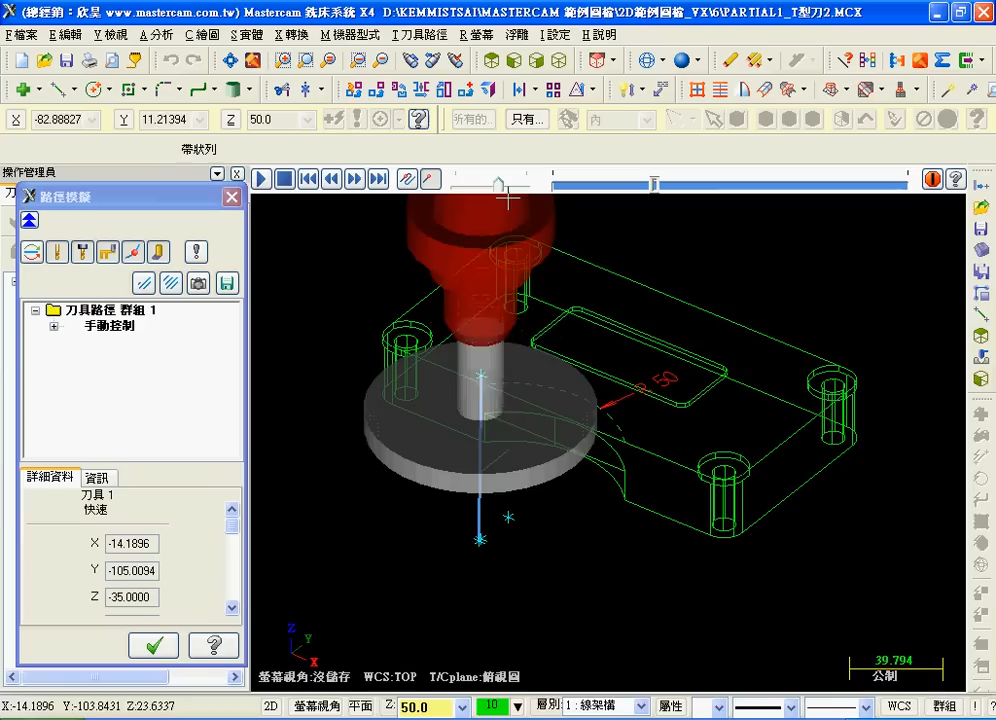 (總經銷：欣昊 www.mastercam.com.tw) Mastercam 銑床系統 X4 D:\KEMMISTSAI\MASTERCAM 範例圖檔\2D範例圖檔_VX\6\PARTIAL1_T型刀2.MCX
F檔案 E編輯 V檢視 A分析 C繪圖 S實體 X轉換 M機器型式 T刀具路徑 R螢幕 浮雕 I設定 H說明
X -82.88827 Y 11.21394 Z 50.0 所有的.. 只有... 內
帶狀列
操作管理員
刀
路徑模擬
刀具路徑 群組 1
手動控制
詳細資料 資訊
刀具 1
快速
X -14.1896
Y -105.0094
Z -35.0000
50
Z
Y
X
39.794
公制
螢幕視角:沒儲存 WCS:TOP T/Cplane:俯視圖
X:-14.1896 Y:-103.8431 Z:23.6337 2D 螢幕視角 平面 Z: 50.0 10 層別: 1 : 線架構 屬性 WCS 群組 ! ?